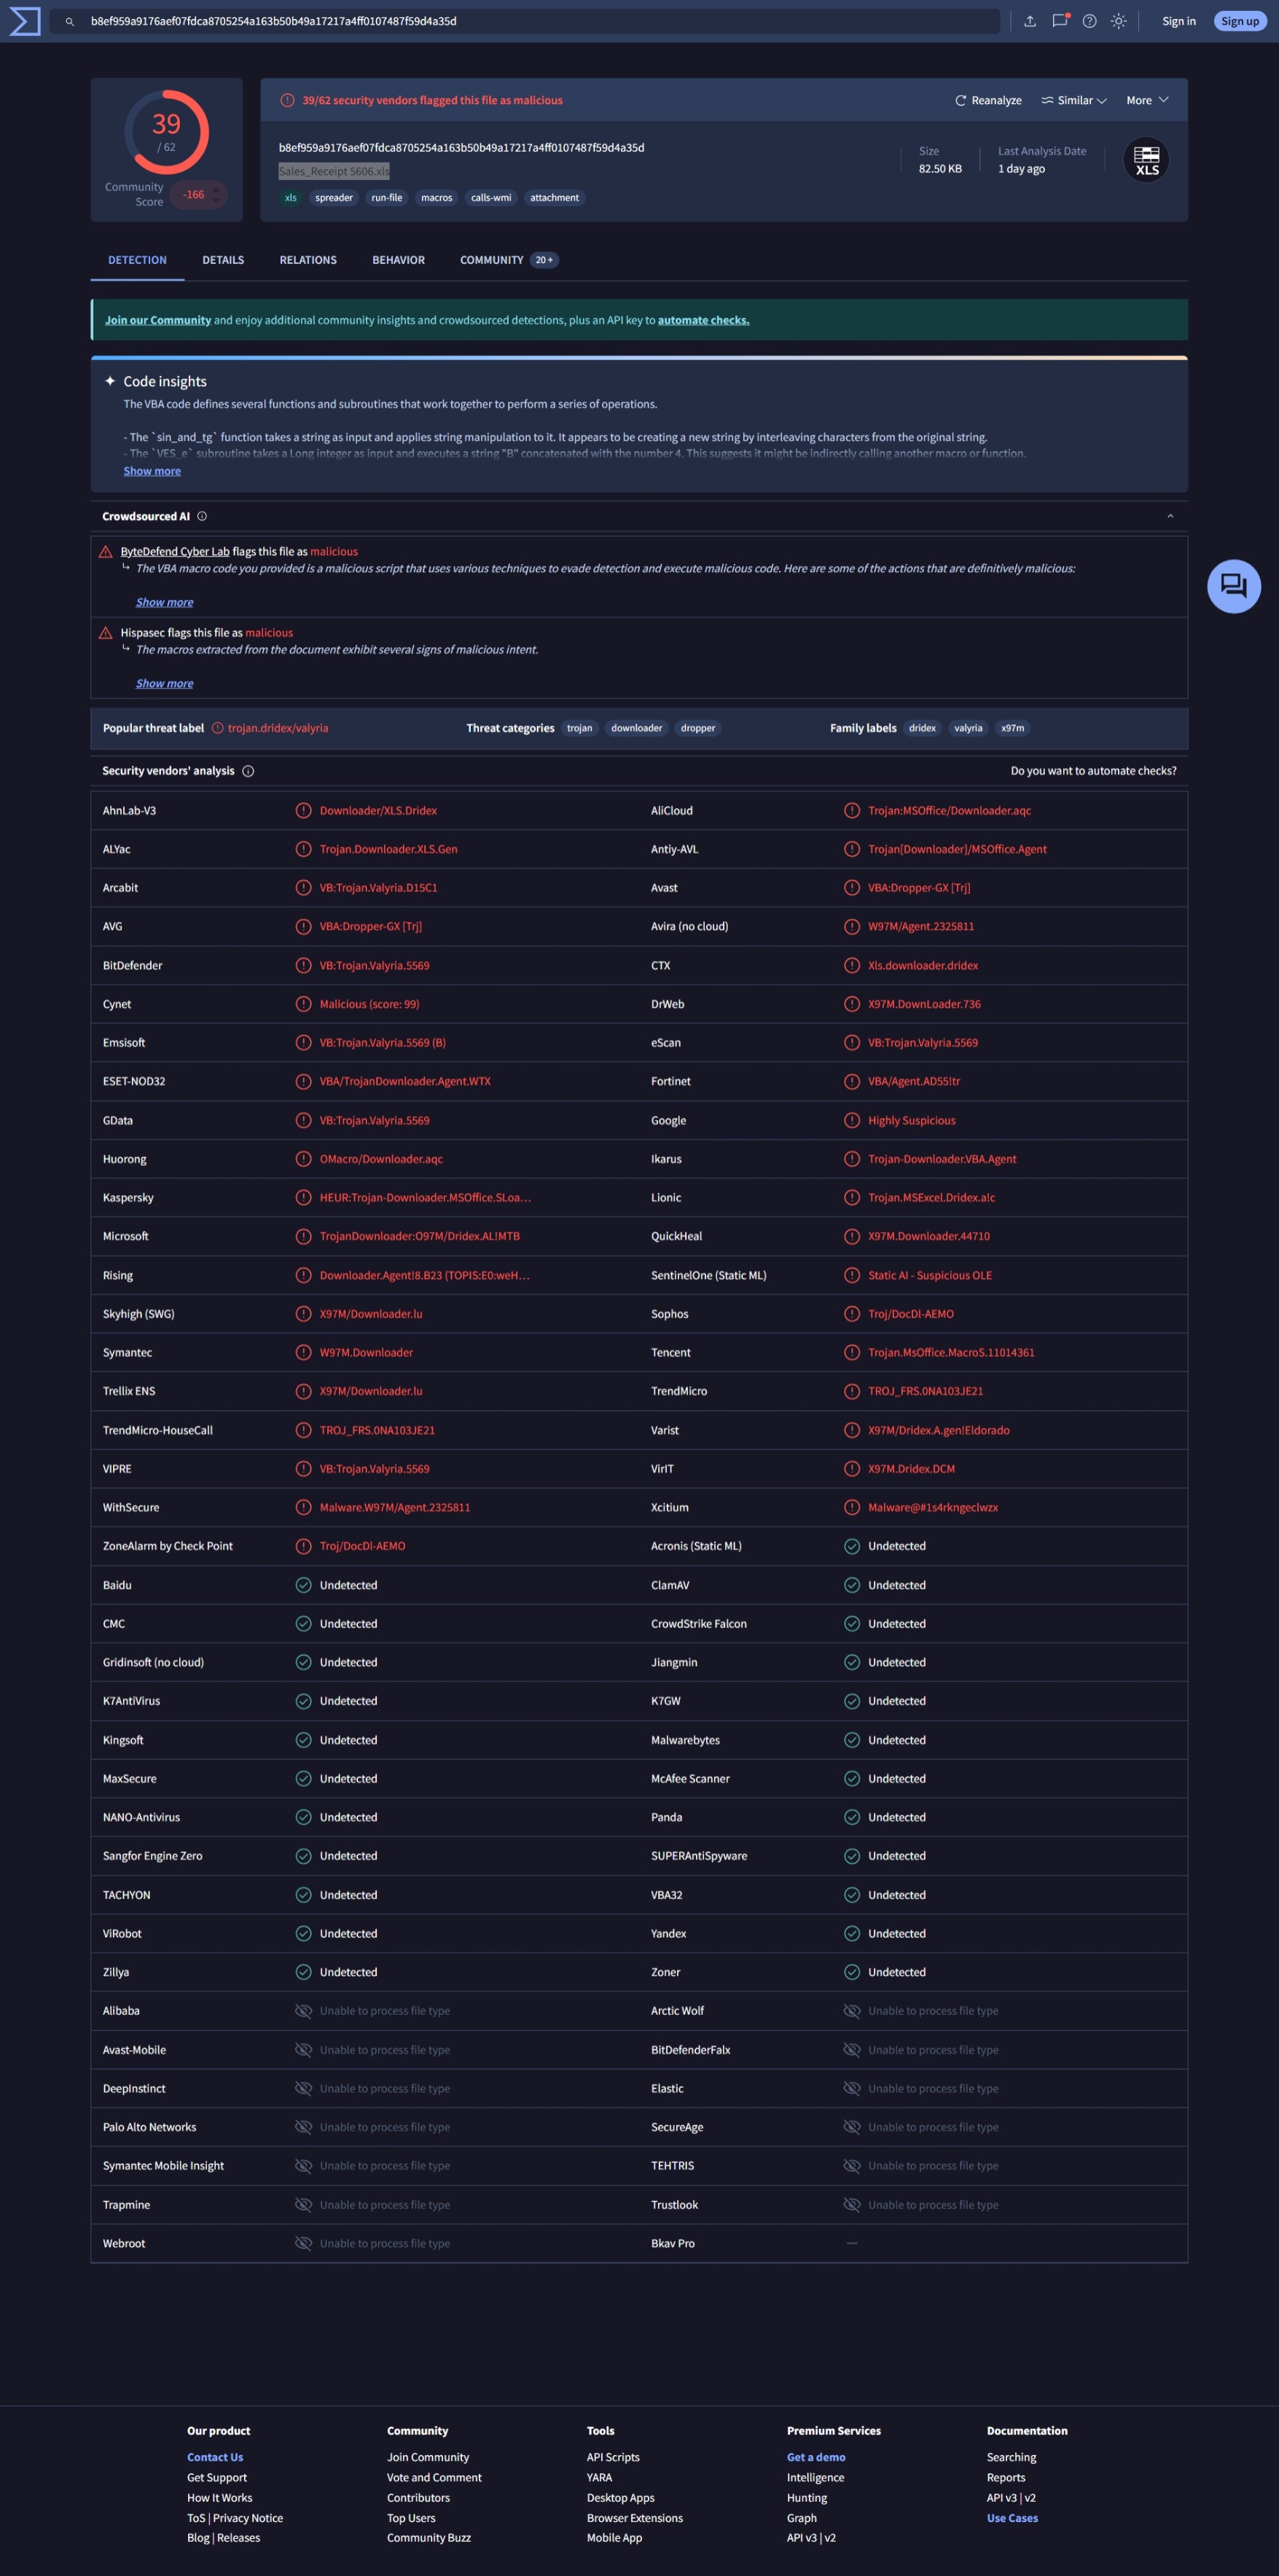 b8ef959a9176aef07fdca8705254a163b50b49a17217a4ff0107487f59d4a35d
Sign in
Sign up
39
/ 62
Community Score
-166
39/62 security vendors flagged this file as malicious
Reanalyze
Similar
More
b8ef959a9176aef07fdca8705254a163b50b49a17217a4ff0107487f59d4a35d
Sales_Receipt 5606.xls
xls spreader run-file macros calls-wmi attachment
Size
82.50 KB
Last Analysis Date
1 day ago
XLS
DETECTION DETAILS RELATIONS BEHAVIOR COMMUNITY 20+
Join our Community and enjoy additional community insights and crowdsourced detections, plus an API key to automate checks.
Code insights
The VBA code defines several functions and subroutines that work together to perform a series of operations.
- The `sin_and_tg` function takes a string as input and applies string manipulation to it. It appears to be creating a new string by interleaving characters from the original string.
- The `VES_e` subroutine takes a Long integer as input and executes a string "B" concatenated with the number 4. This suggests it might be indirectly calling another macro or function.
Show more
Crowdsourced AI
ByteDefend Cyber Lab flags this file as malicious
The VBA macro code you provided is a malicious script that uses various techniques to evade detection and execute malicious code. Here are some of the actions that are definitively malicious:
Show more
Hispasec flags this file as malicious
The macros extracted from the document exhibit several signs of malicious intent.
Show more
Popular threat label trojan.dridex/valyria Threat categories trojan downloader dropper Family labels dridex valyria x97m
Security vendors' analysis Do you want to automate checks?
AhnLab-V3 Downloader/XLS.Dridex AliCloud Trojan:MSOffice/Downloader.aqc
ALYac Trojan.Downloader.XLS.Gen Antiy-AVL Trojan[Downloader]/MSOffice.Agent
Arcabit VB:Trojan.Valyria.D15C1 Avast VBA:Dropper-GX [Trj]
AVG VBA:Dropper-GX [Trj] Avira (no cloud) W97M/Agent.2325811
BitDefender VB:Trojan.Valyria.5569 CTX Xls.downloader.dridex
Cynet Malicious (score: 99) DrWeb X97M.DownLoader.736
Emsisoft VB:Trojan.Valyria.5569 (B) eScan VB:Trojan.Valyria.5569
ESET-NOD32 VBA/TrojanDownloader.Agent.WTX Fortinet VBA/Agent.AD55!tr
GData VB:Trojan.Valyria.5569 Google Highly Suspicious
Huorong OMacro/Downloader.aqc Ikarus Trojan-Downloader.VBA.Agent
Kaspersky HEUR:Trojan-Downloader.MSOffice.SLoa... Lionic Trojan.MSExcel.Dridex.a!c
Microsoft TrojanDownloader:O97M/Dridex.AL!MTB QuickHeal X97M.Downloader.44710
Rising Downloader.Agent!8.B23 (TOPIS:E0:weH... SentinelOne (Static ML) Static AI - Suspicious OLE
Skyhigh (SWG) X97M/Downloader.lu Sophos Troj/DocDl-AEMO
Symantec W97M.Downloader Tencent Trojan.MsOffice.MacroS.11014361
Trellix ENS X97M/Downloader.lu TrendMicro TROJ_FRS.0NA103JE21
TrendMicro-HouseCall TROJ_FRS.0NA103JE21 Varist X97M/Dridex.A.gen!Eldorado
VIPRE VB:Trojan.Valyria.5569 VirIT X97M.Dridex.DCM
WithSecure Malware.W97M/Agent.2325811 Xcitium Malware@#1s4rkngeclwzx
ZoneAlarm by Check Point Troj/DocDl-AEMO Acronis (Static ML) Undetected
Baidu Undetected ClamAV Undetected
CMC Undetected CrowdStrike Falcon Undetected
Gridinsoft (no cloud) Undetected Jiangmin Undetected
K7AntiVirus Undetected K7GW Undetected
Kingsoft Undetected Malwarebytes Undetected
MaxSecure Undetected McAfee Scanner Undetected
NANO-Antivirus Undetected Panda Undetected
Sangfor Engine Zero Undetected SUPERAntiSpyware Undetected
TACHYON Undetected VBA32 Undetected
ViRobot Undetected Yandex Undetected
Zillya Undetected Zoner Undetected
Alibaba Unable to process file type Arctic Wolf Unable to process file type
Avast-Mobile Unable to process file type BitDefenderFalx Unable to process file type
DeepInstinct Unable to process file type Elastic Unable to process file type
Palo Alto Networks Unable to process file type SecureAge Unable to process file type
Symantec Mobile Insight Unable to process file type TEHTRIS Unable to process file type
Trapmine Unable to process file type Trustlook Unable to process file type
Webroot Unable to process file type Bkav Pro —
Our product Community Tools Premium Services Documentation
Contact Us Join Community API Scripts Get a demo Searching
Get Support Vote and Comment YARA Intelligence Reports
How It Works Contributors Desktop Apps Hunting API v3 | v2
ToS | Privacy Notice Top Users Browser Extensions Graph Use Cases
Blog | Releases Community Buzz Mobile App API v3 | v2